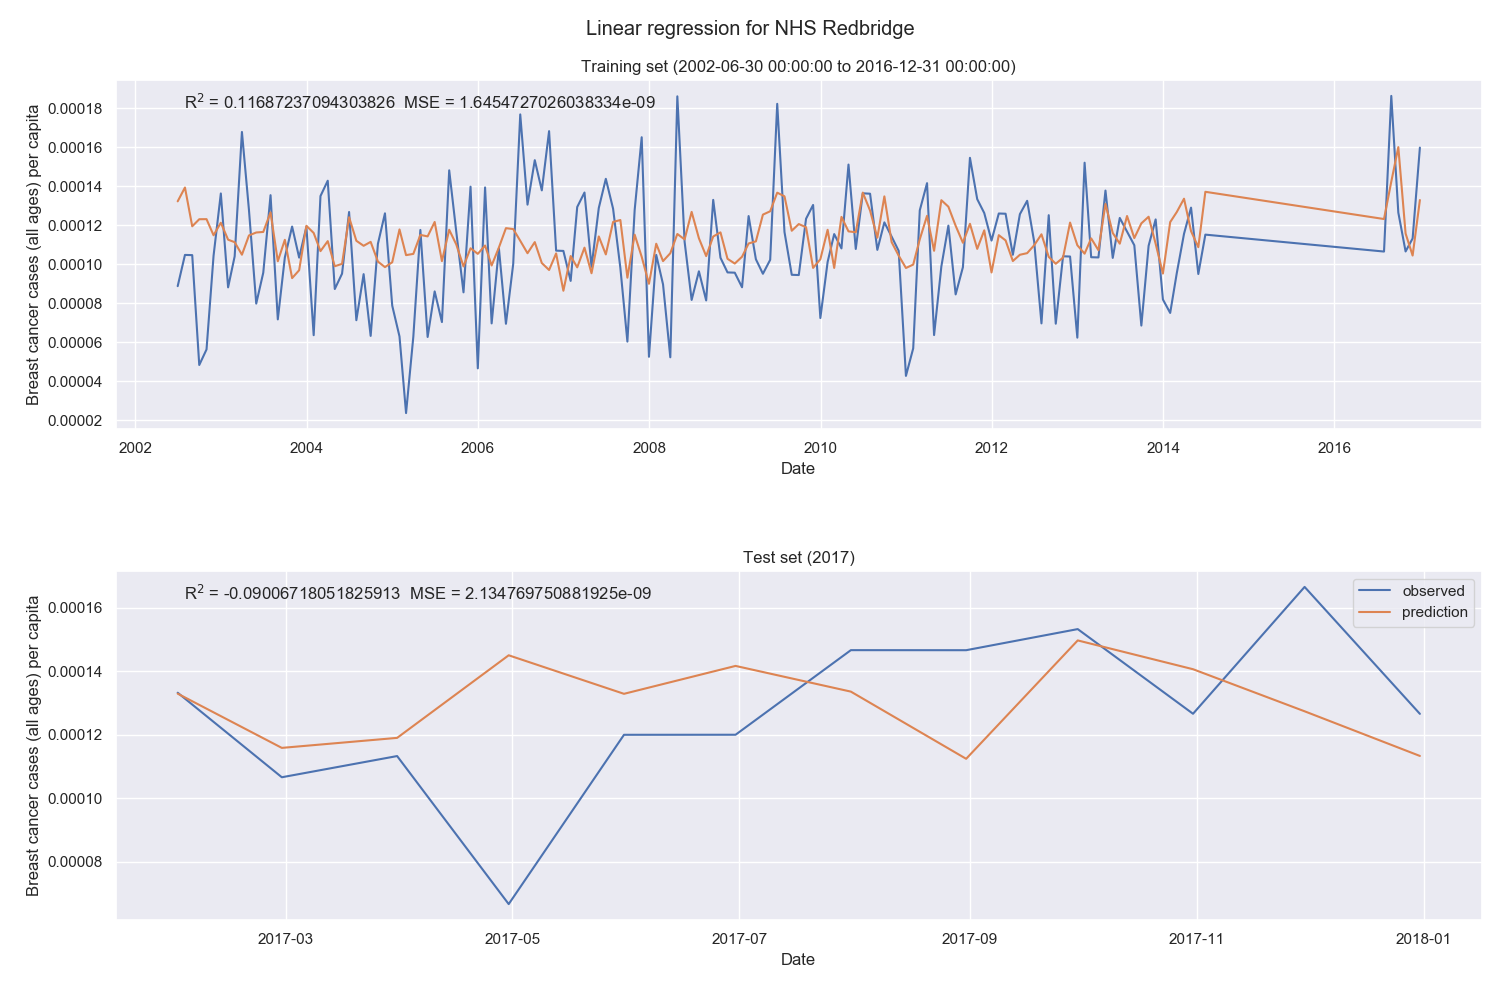 Linear regression for NHS Redbridge
Training set (2002-06-30 00:00:00 to 2016-12-31 00:00:00)
R² = 0.11687237094303826  MSE = 1.6454727026038334e-09
Breast cancer cases (all ages) per capita
0.00018
0.00016
0.00014
0.00012
0.00010
0.00008
0.00006
0.00004
0.00002
2002 2004 2006 2008 2010 2012 2014 2016
Date
Test set (2017)
R² = -0.09006718051825913  MSE = 2.134769750881925e-09
observed
prediction
Breast cancer cases (all ages) per capita
0.00016
0.00014
0.00012
0.00010
0.00008
2017-03 2017-05 2017-07 2017-09 2017-11 2018-01
Date